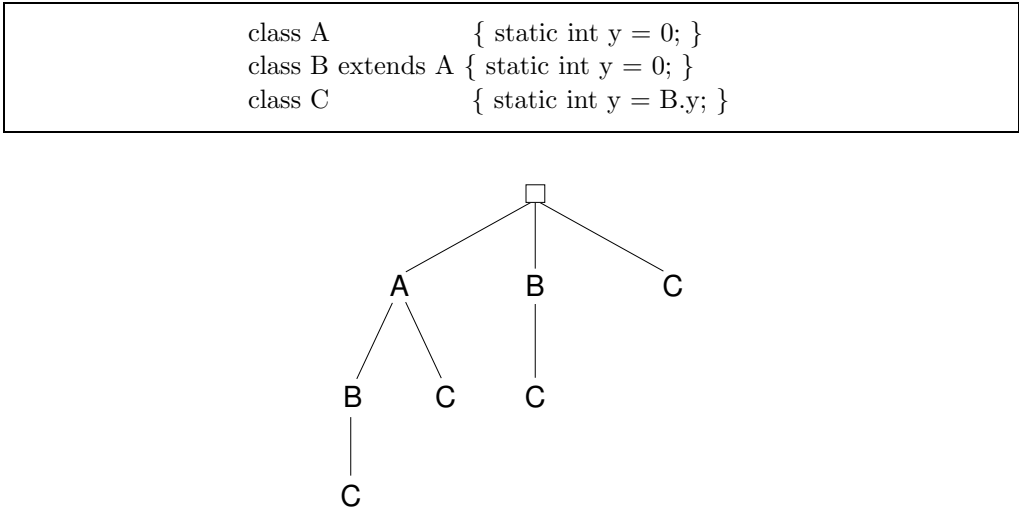 class A { static int y = 0; }
class B extends A { static int y = 0; }
class C { static int y = B.y; }
A B C
B C C
C